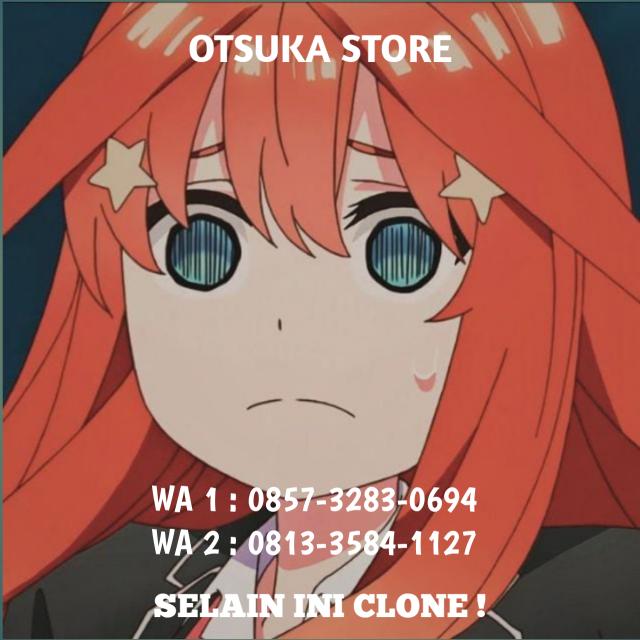 OTSUKA STORE
WA 1 : 0857-3283-0694
WA 2 : 0813-3584-1127
SELAIN INI CLONE !